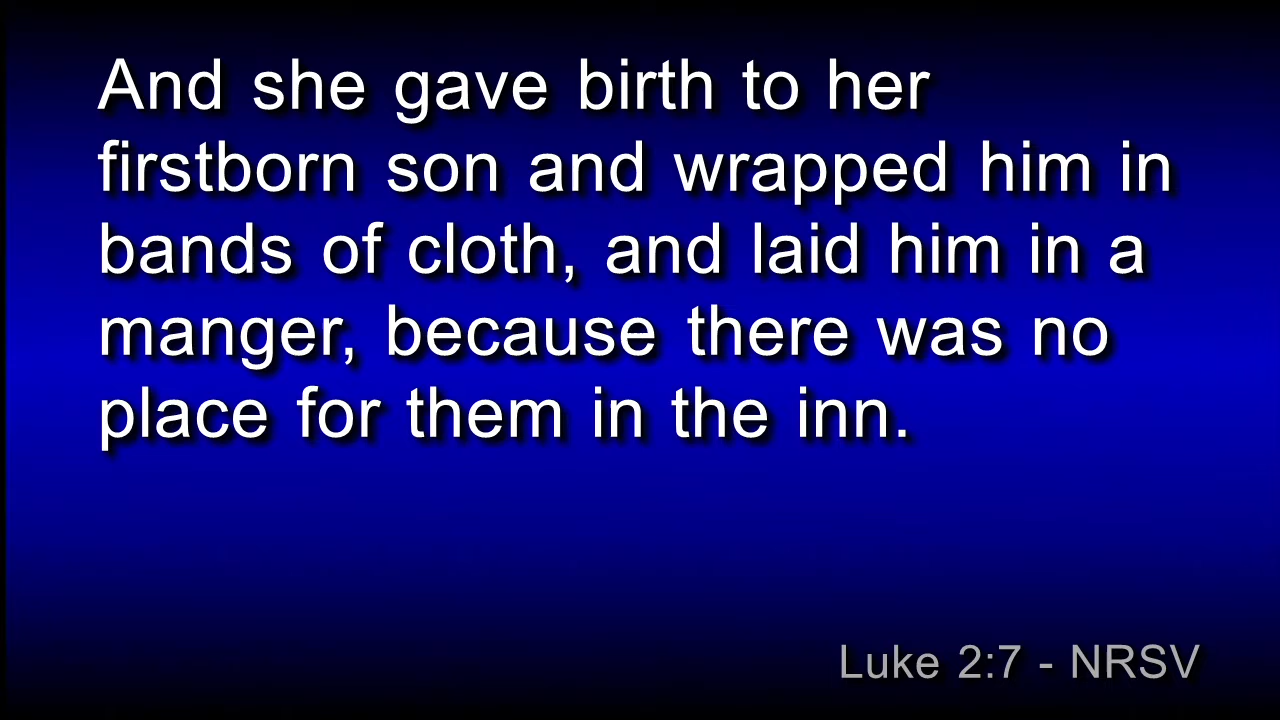 And she gave birth to her
firstborn son and wrapped him in
bands of cloth, and laid him in a
manger, because there was no
place for them in the inn.
Luke 2:7 - NRSV